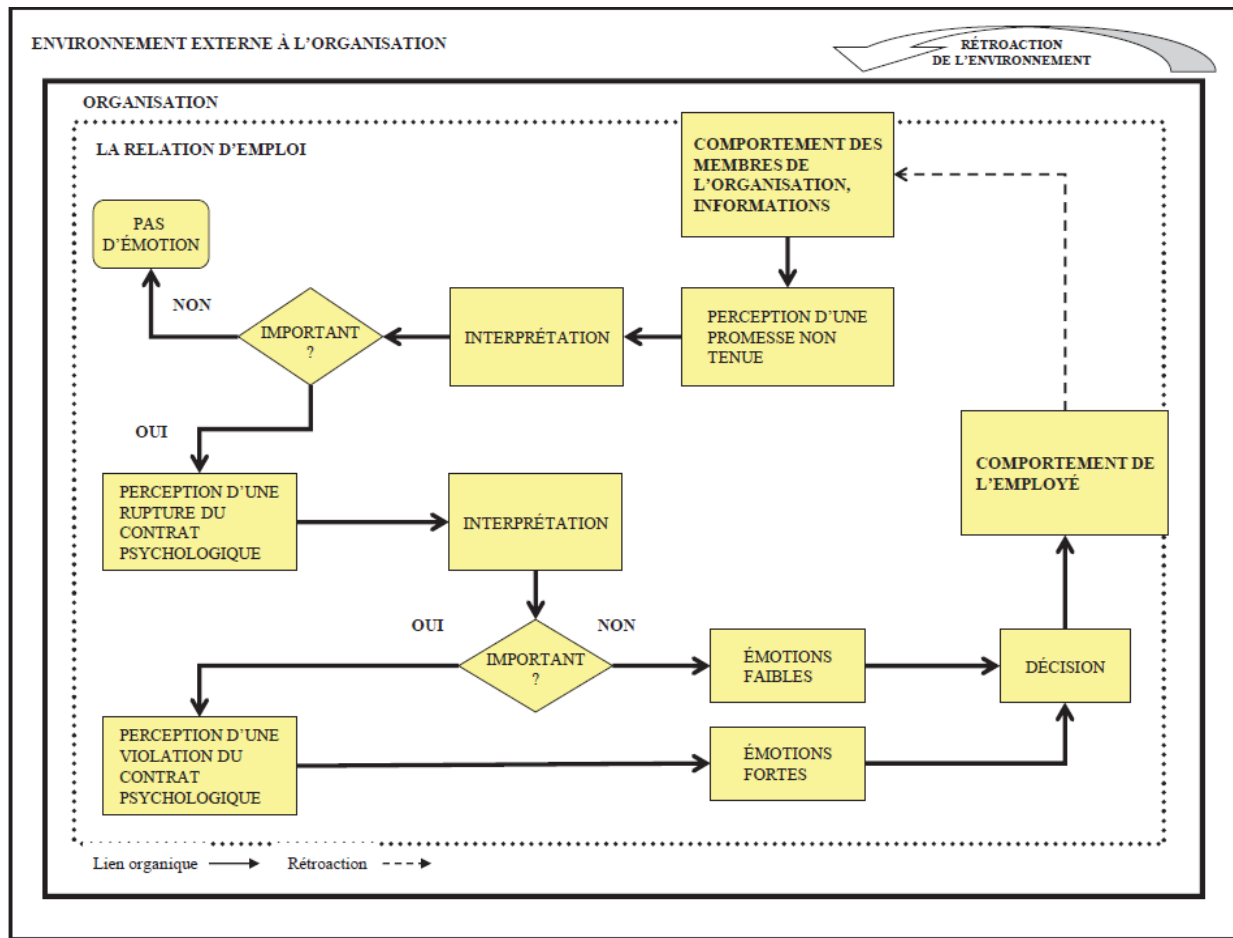 ENVIRONNEMENT EXTERNE À L'ORGANISATION
RÉTROACTION
DE L'ENVIRONNEMENT
ORGANISATION
LA RELATION D'EMPLOI
COMPORTEMENT DES
MEMBRES DE
L'ORGANISATION,
INFORMATIONS
PAS
D'ÉMOTION
NON
IMPORTANT
?
INTERPRÉTATION
PERCEPTION D'UNE
PROMESSE NON
TENUE
OUI
PERCEPTION D'UNE
RUPTURE DU
CONTRAT
PSYCHOLOGIQUE
INTERPRÉTATION
COMPORTEMENT DE
L'EMPLOYÉ
OUI
NON
IMPORTANT
?
ÉMOTIONS
FAIBLES
DÉCISION
PERCEPTION D'UNE
VIOLATION DU
CONTRAT
PSYCHOLOGIQUE
ÉMOTIONS
FORTES
Lien organique
Rétroaction